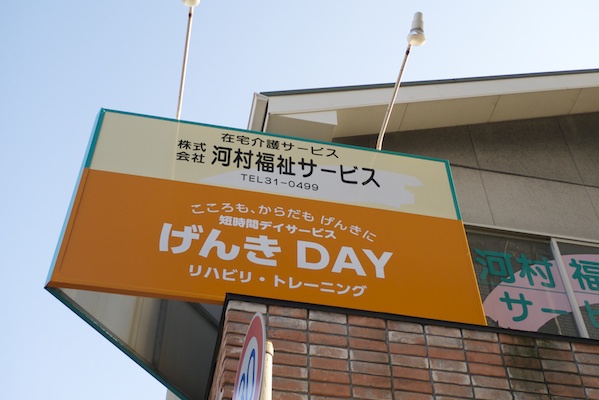 在宅介護サービス
株式会社 河村福祉サービス
TEL31-0499
こころも、からだも げんきに
短時間デイサービス
げんき DAY
リハビリ・トレーニング
河村福
サービ